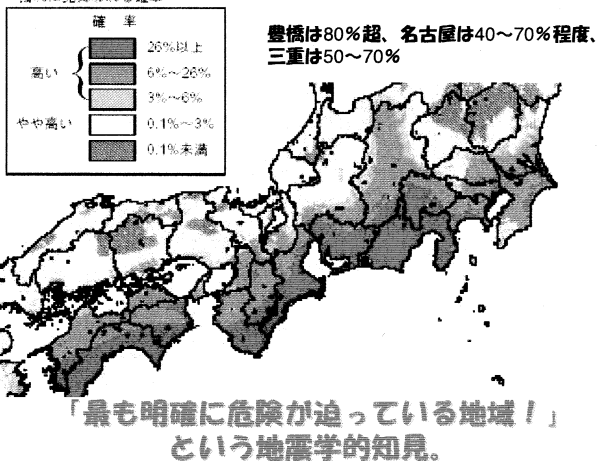 確 率
26%以上
高い
6%~26%
3%~6%
やや高い
0.1%~3%
0.1%未満
豊橋は80%超、名古屋は40~70%程度、
三重は50~70%
「最も明確に危険が迫っている地域！」
という地震学的知見。